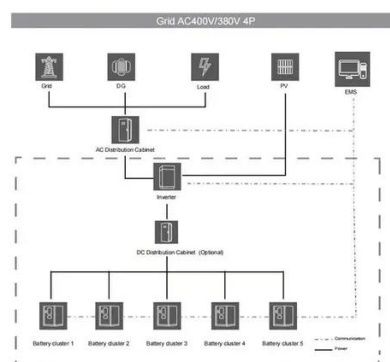 Grid AC400V/380V 4P
Grid DG Load PV EMS
AC Distribution Cabinet
Inverter
DC Distribution Cabinet (Optional)
Battery cluster 1 Battery cluster 2 Battery cluster 3 Battery cluster 4 Battery cluster 5
Communication
Power